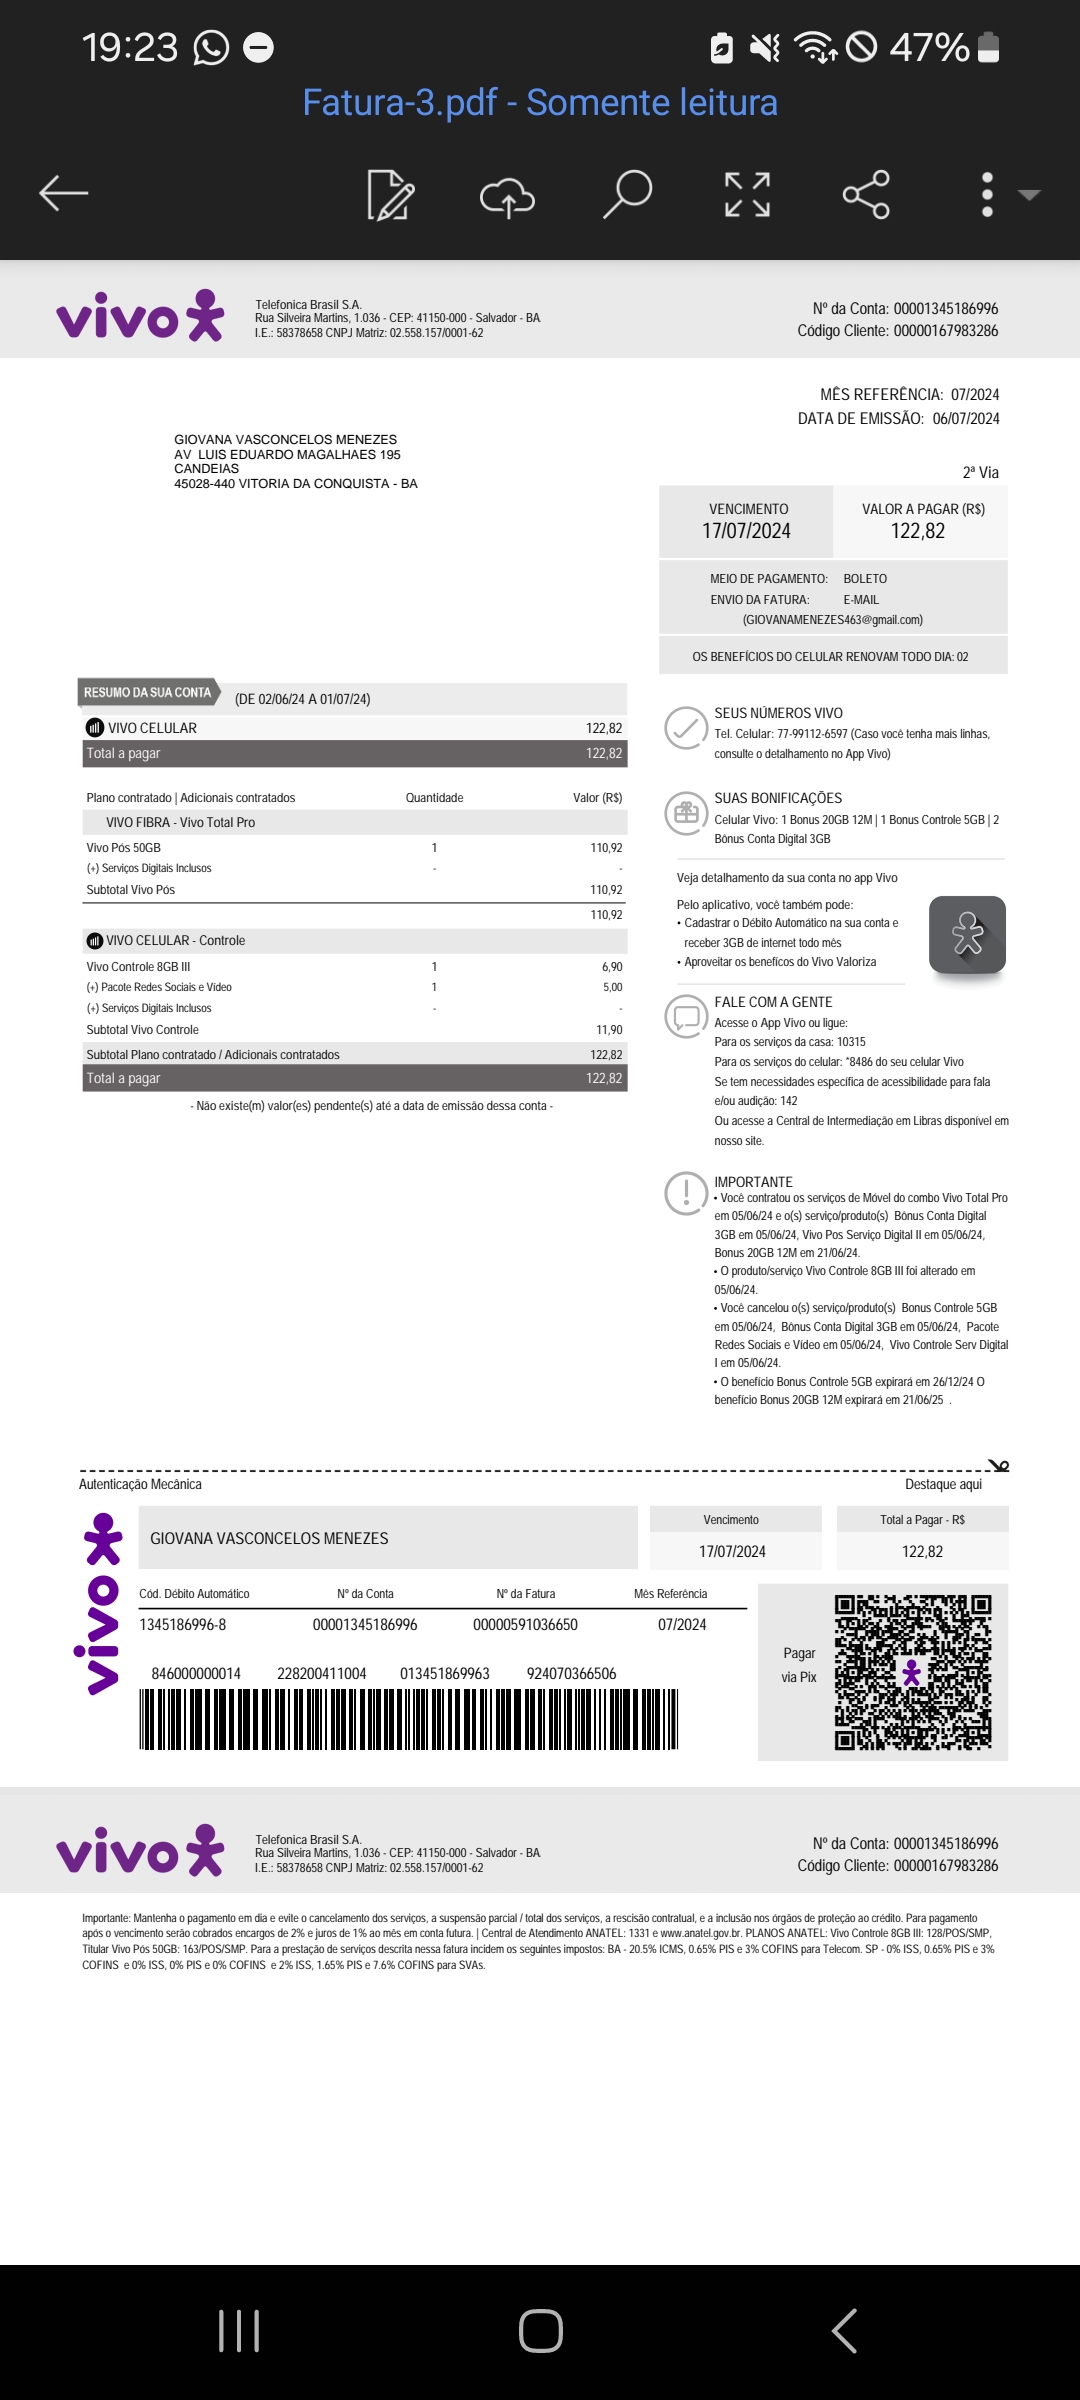 19:23
47%
Fatura-3.pdf - Somente leitura
vivo
Telefonica Brasil S.A.
Rua Silveira Martins, 1.036 - CEP: 41150-000 - Salvador - BA
I.E.: 58378658 CNPJ Matriz: 02.558.157/0001-62
Nº da Conta: 00001345186996
Código Cliente: 00000167983286
MÊS REFERÊNCIA: 07/2024
DATA DE EMISSÃO: 06/07/2024
GIOVANA VASCONCELOS MENEZES
AV LUIS EDUARDO MAGALHAES 195
CANDEIAS
45028-440 VITORIA DA CONQUISTA - BA
2ª Via
VENCIMENTO
17/07/2024
VALOR A PAGAR (R$)
122,82
MEIO DE PAGAMENTO: BOLETO
ENVIO DA FATURA: E-MAIL
(GIOVANAMENEZES463@gmail.com)
OS BENEFÍCIOS DO CELULAR RENOVAM TODO DIA: 02
RESUMO DA SUA CONTA (DE 02/06/24 A 01/07/24)
VIVO CELULAR 122,82
Total a pagar 122,82
Plano contratado | Adicionais contratados Quantidade Valor (R$)
VIVO FIBRA - Vivo Total Pro
Vivo Pós 50GB 1 110,92
(+) Serviços Digitais Inclusos - -
Subtotal Vivo Pós 110,92
110,92
VIVO CELULAR - Controle
Vivo Controle 8GB III 1 6,90
(+) Pacote Redes Sociais e Vídeo 1 5,00
(+) Serviços Digitais Inclusos - -
Subtotal Vivo Controle 11,90
Subtotal Plano contratado / Adicionais contratados 122,82
Total a pagar 122,82
- Não existe(m) valor(es) pendente(s) até a data de emissão dessa conta -
SEUS NÚMEROS VIVO
Tel. Celular: 77-99112-6597 (Caso você tenha mais linhas,
consulte o detalhamento no App Vivo)
SUAS BONIFICAÇÕES
Celular Vivo: 1 Bonus 20GB 12M | 1 Bonus Controle 5GB | 2
Bônus Conta Digital 3GB
Veja detalhamento da sua conta no app Vivo
Pelo aplicativo, você também pode:
• Cadastrar o Débito Automático na sua conta e
receber 3GB de internet todo mês
• Aproveitar os benefícos do Vivo Valoriza
FALE COM A GENTE
Acesse o App Vivo ou ligue:
Para os serviços da casa: 10315
Para os serviços do celular: *8486 do seu celular Vivo
Se tem necessidades específica de acessibilidade para fala
e/ou audição: 142
Ou acesse a Central de Intermediação em Libras disponível em
nosso site.
IMPORTANTE
• Você contratou os serviços de Móvel do combo Vivo Total Pro
em 05/06/24 e o(s) serviço/produto(s) Bônus Conta Digital
3GB em 05/06/24, Vivo Pos Serviço Digital II em 05/06/24,
Bonus 20GB 12M em 21/06/24.
• O produto/serviço Vivo Controle 8GB III foi alterado em
05/06/24.
• Você cancelou o(s) serviço/produto(s) Bonus Controle 5GB
em 05/06/24, Bônus Conta Digital 3GB em 05/06/24, Pacote
Redes Sociais e Vídeo em 05/06/24, Vivo Controle Serv Digital
I em 05/06/24.
• O benefício Bonus Controle 5GB expirará em 26/12/24 O
benefício Bonus 20GB 12M expirará em 21/06/25 .
Autenticação Mecânica
Destaque aqui
vivo
GIOVANA VASCONCELOS MENEZES
Vencimento
17/07/2024
Total a Pagar - R$
122,82
Cód. Débito Automático Nº da Conta Nº da Fatura Mês Referência
1345186996-8 00001345186996 00000591036650 07/2024
846000000014 228200411004 013451869963 924070366506
Pagar
via Pix
vivo
Telefonica Brasil S.A.
Rua Silveira Martins, 1.036 - CEP: 41150-000 - Salvador - BA
I.E.: 58378658 CNPJ Matriz: 02.558.157/0001-62
Nº da Conta: 00001345186996
Código Cliente: 00000167983286
Importante: Mantenha o pagamento em dia e evite o cancelamento dos serviços, a suspensão parcial / total dos serviços, a rescisão contratual, e a inclusão nos órgãos de proteção ao crédito. Para pagamento
após o vencimento serão cobrados encargos de 2% e juros de 1% ao mês em conta futura. | Central de Atendimento ANATEL: 1331 e www.anatel.gov.br. PLANOS ANATEL: Vivo Controle 8GB III: 128/POS/SMP,
Titular Vivo Pós 50GB: 163/POS/SMP. Para a prestação de serviços descrita nessa fatura incidem os seguintes impostos: BA - 20.5% ICMS, 0.65% PIS e 3% COFINS para Telecom. SP - 0% ISS, 0.65% PIS e 3%
COFINS e 0% ISS, 0% PIS e 0% COFINS e 2% ISS, 1.65% PIS e 7.6% COFINS para SVAs.